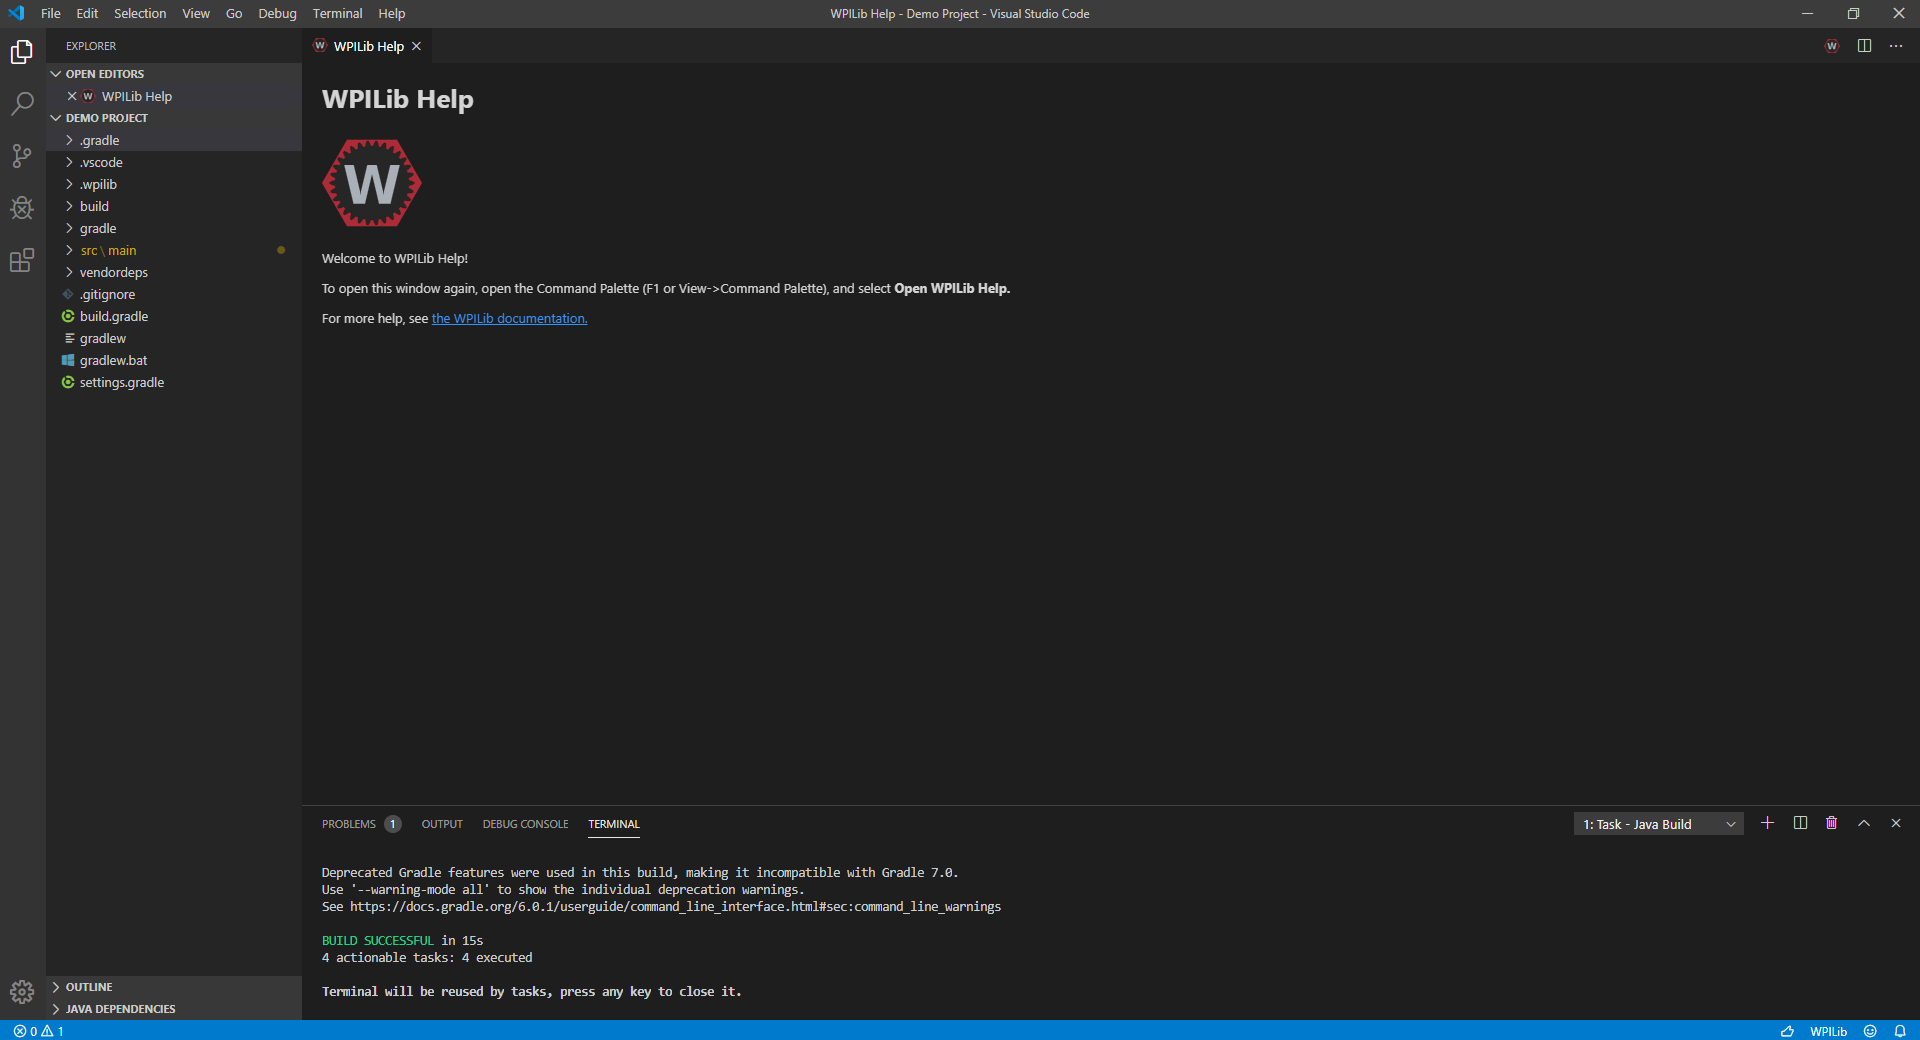 File Edit Selection View Go Debug Terminal Help
WPILib Help - Demo Project - Visual Studio Code
EXPLORER
OPEN EDITORS
W WPILib Help
DEMO PROJECT
.gradle
.vscode
.wpilib
build
gradle
src \ main
vendordeps
.gitignore
build.gradle
gradlew
gradlew.bat
settings.gradle
OUTLINE
JAVA DEPENDENCIES
W WPILib Help
W
WPILib Help
W
Welcome to WPILib Help!
To open this window again, open the Command Palette (F1 or View->Command Palette), and select Open WPILib Help.
For more help, see the WPILib documentation.
PROBLEMS 1 OUTPUT DEBUG CONSOLE TERMINAL
1: Task - Java Build
Deprecated Gradle features were used in this build, making it incompatible with Gradle 7.0.
Use '--warning-mode all' to show the individual deprecation warnings.
See https://docs.gradle.org/6.0.1/userguide/command_line_interface.html#sec:command_line_warnings
BUILD SUCCESSFUL in 15s
4 actionable tasks: 4 executed
Terminal will be reused by tasks, press any key to close it.
0 1
WPILib